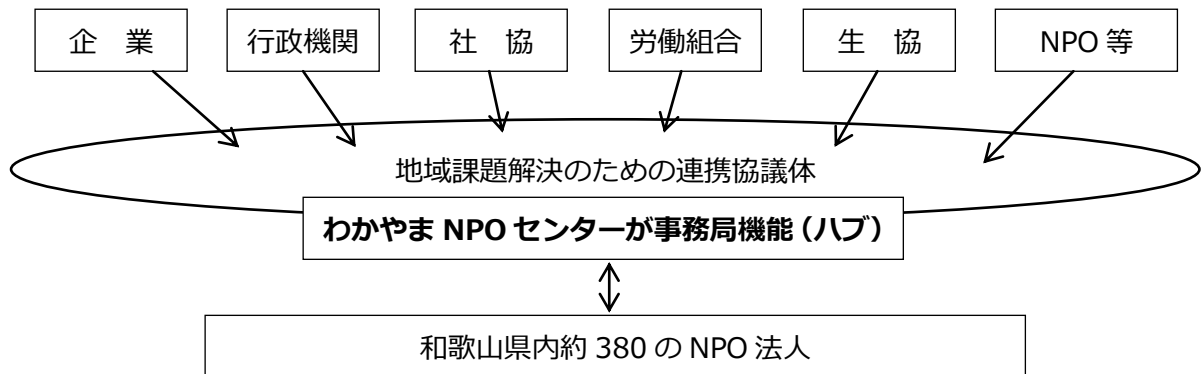 企　業
行政機関
社　協
労働組合
生　協
NPO 等
地域課題解決のための連携協議体
わかやま NPO センターが事務局機能（ハブ）
和歌山県内約 380 の NPO 法人